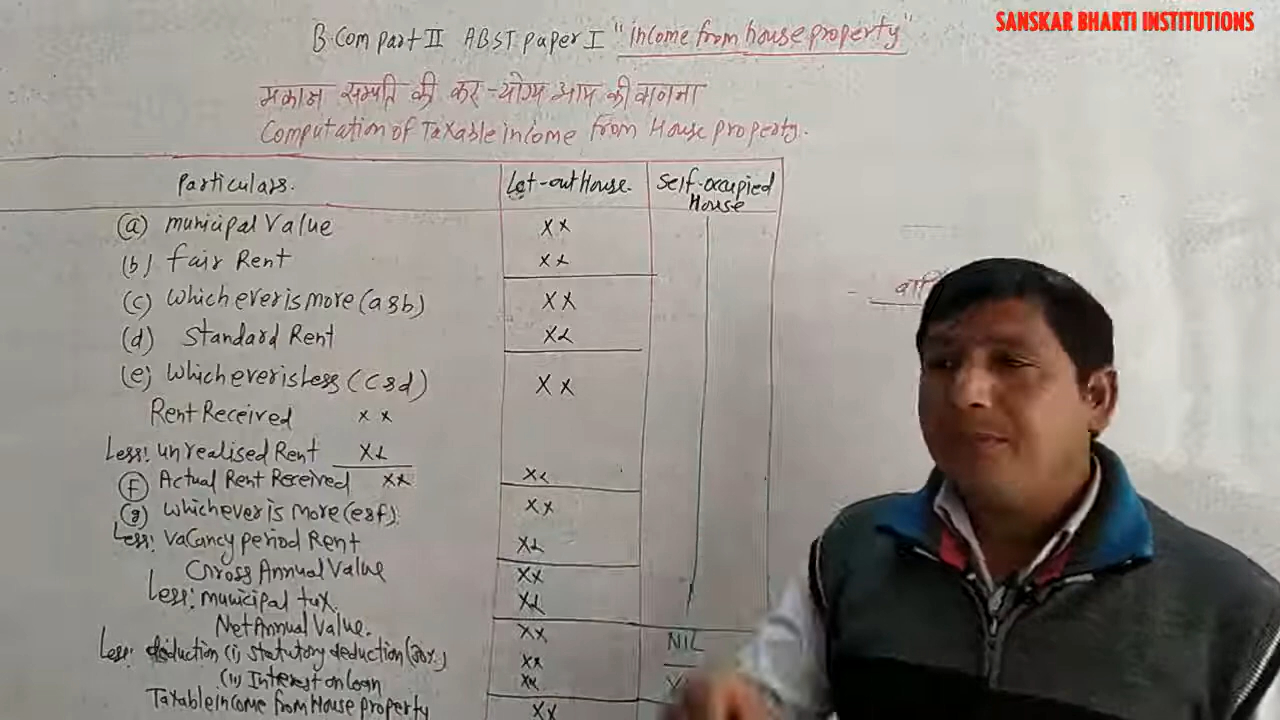 SANSKAR BHARTI INSTITUTIONS
B.Com part II ABST paper I "income from house property"
मकान सम्पति की कर-योग्य आय की गणना
Computation of Taxable income from House property.
Particulars. Let-out House. Self-occupied House
(a) municipal Value xx
(b) fair Rent xx
(c) whichever is more (a & b) xx
(d) Standard Rent xx
(e) whichever is Less (c & d) xx
Rent Received xx
Less: unrealised Rent xx
(f) Actual Rent Received xx xx
(g) whichever is more (e & f) xx
Less: vacancy period Rent xx
Gross Annual Value xx
Less: municipal tax. xx
Net Annual Value. xx NIL
Less: deduction (i) statutory deduction (30%) xx
(ii) Interest on loan xx
Taxable income from House property xx